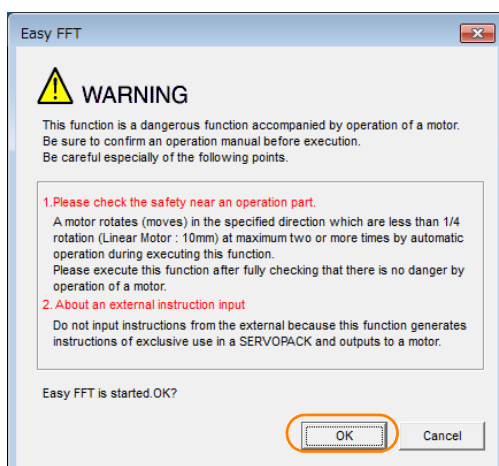 Easy FFT
WARNING
This function is a dangerous function accompanied by operation of a motor.
Be sure to confirm an operation manual before execution.
Be careful especially of the following points.
1.Please check the safety near an operation part.
A motor rotates (moves) in the specified direction which are less than 1/4
rotation (Linear Motor : 10mm) at maximum two or more times by automatic
operation during executing this function.
Please execute this function after fully checking that there is no danger by
operation of a motor.
2. About an external instruction input
Do not input instructions from the external because this function generates
instructions of exclusive use in a SERVOPACK and outputs to a motor.
Easy FFT is started.OK?
OK Cancel